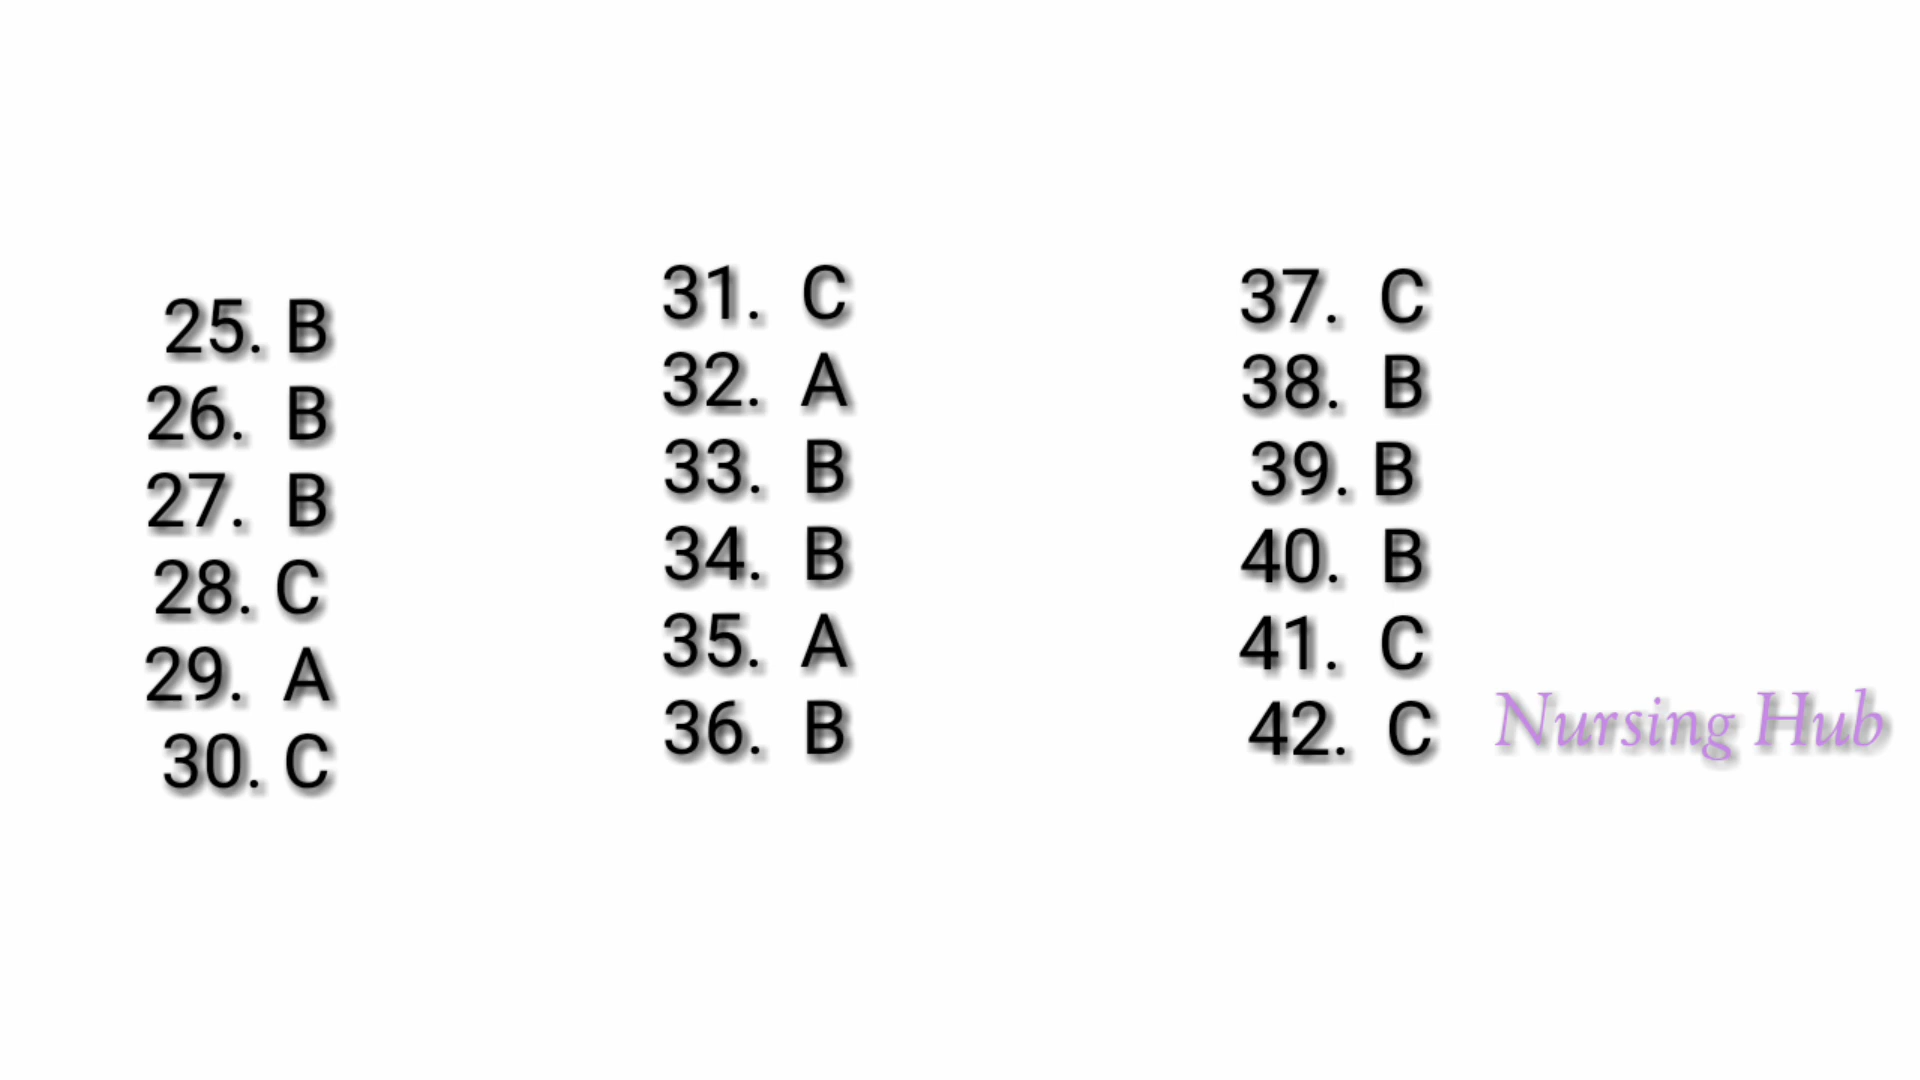 25. B
26. B
27. B
28. C
29. A
30. C
31. C
32. A
33. B
34. B
35. A
36. B
37. C
38. B
39. B
40. B
41. C
42. C
Nursing Hub